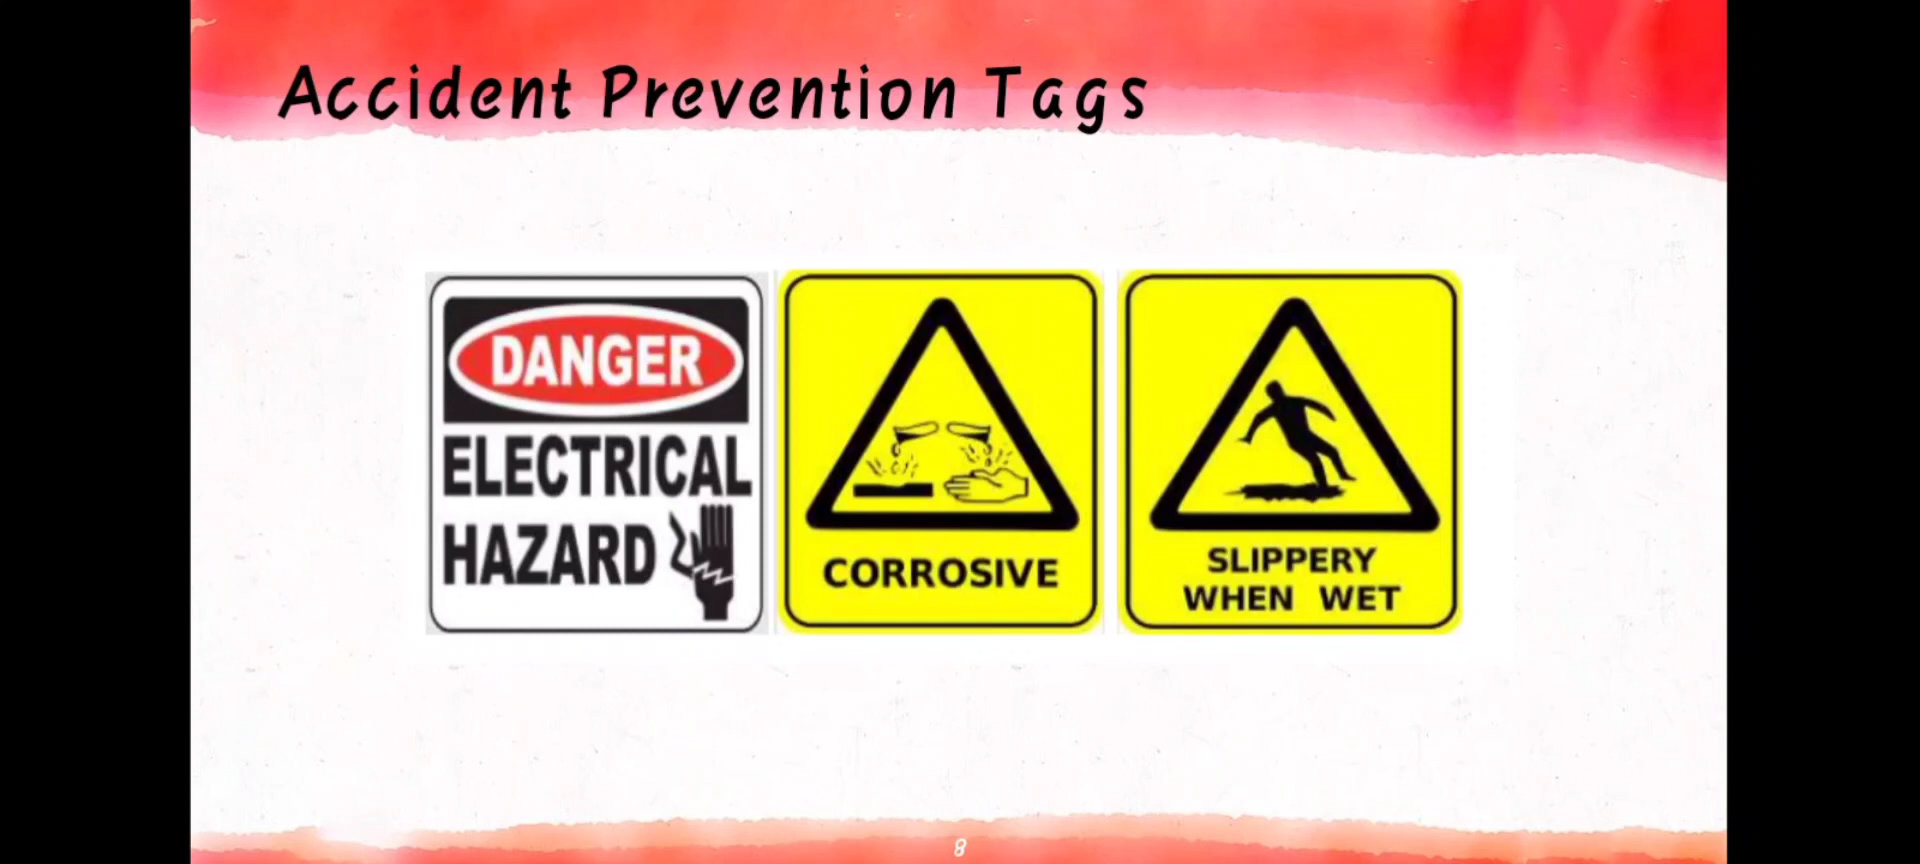 Accident Prevention Tags
DANGER
ELECTRICAL
HAZARD
CORROSIVE
SLIPPERY
WHEN WET
8